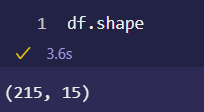 1 df.shape
3.6s
(215, 15)